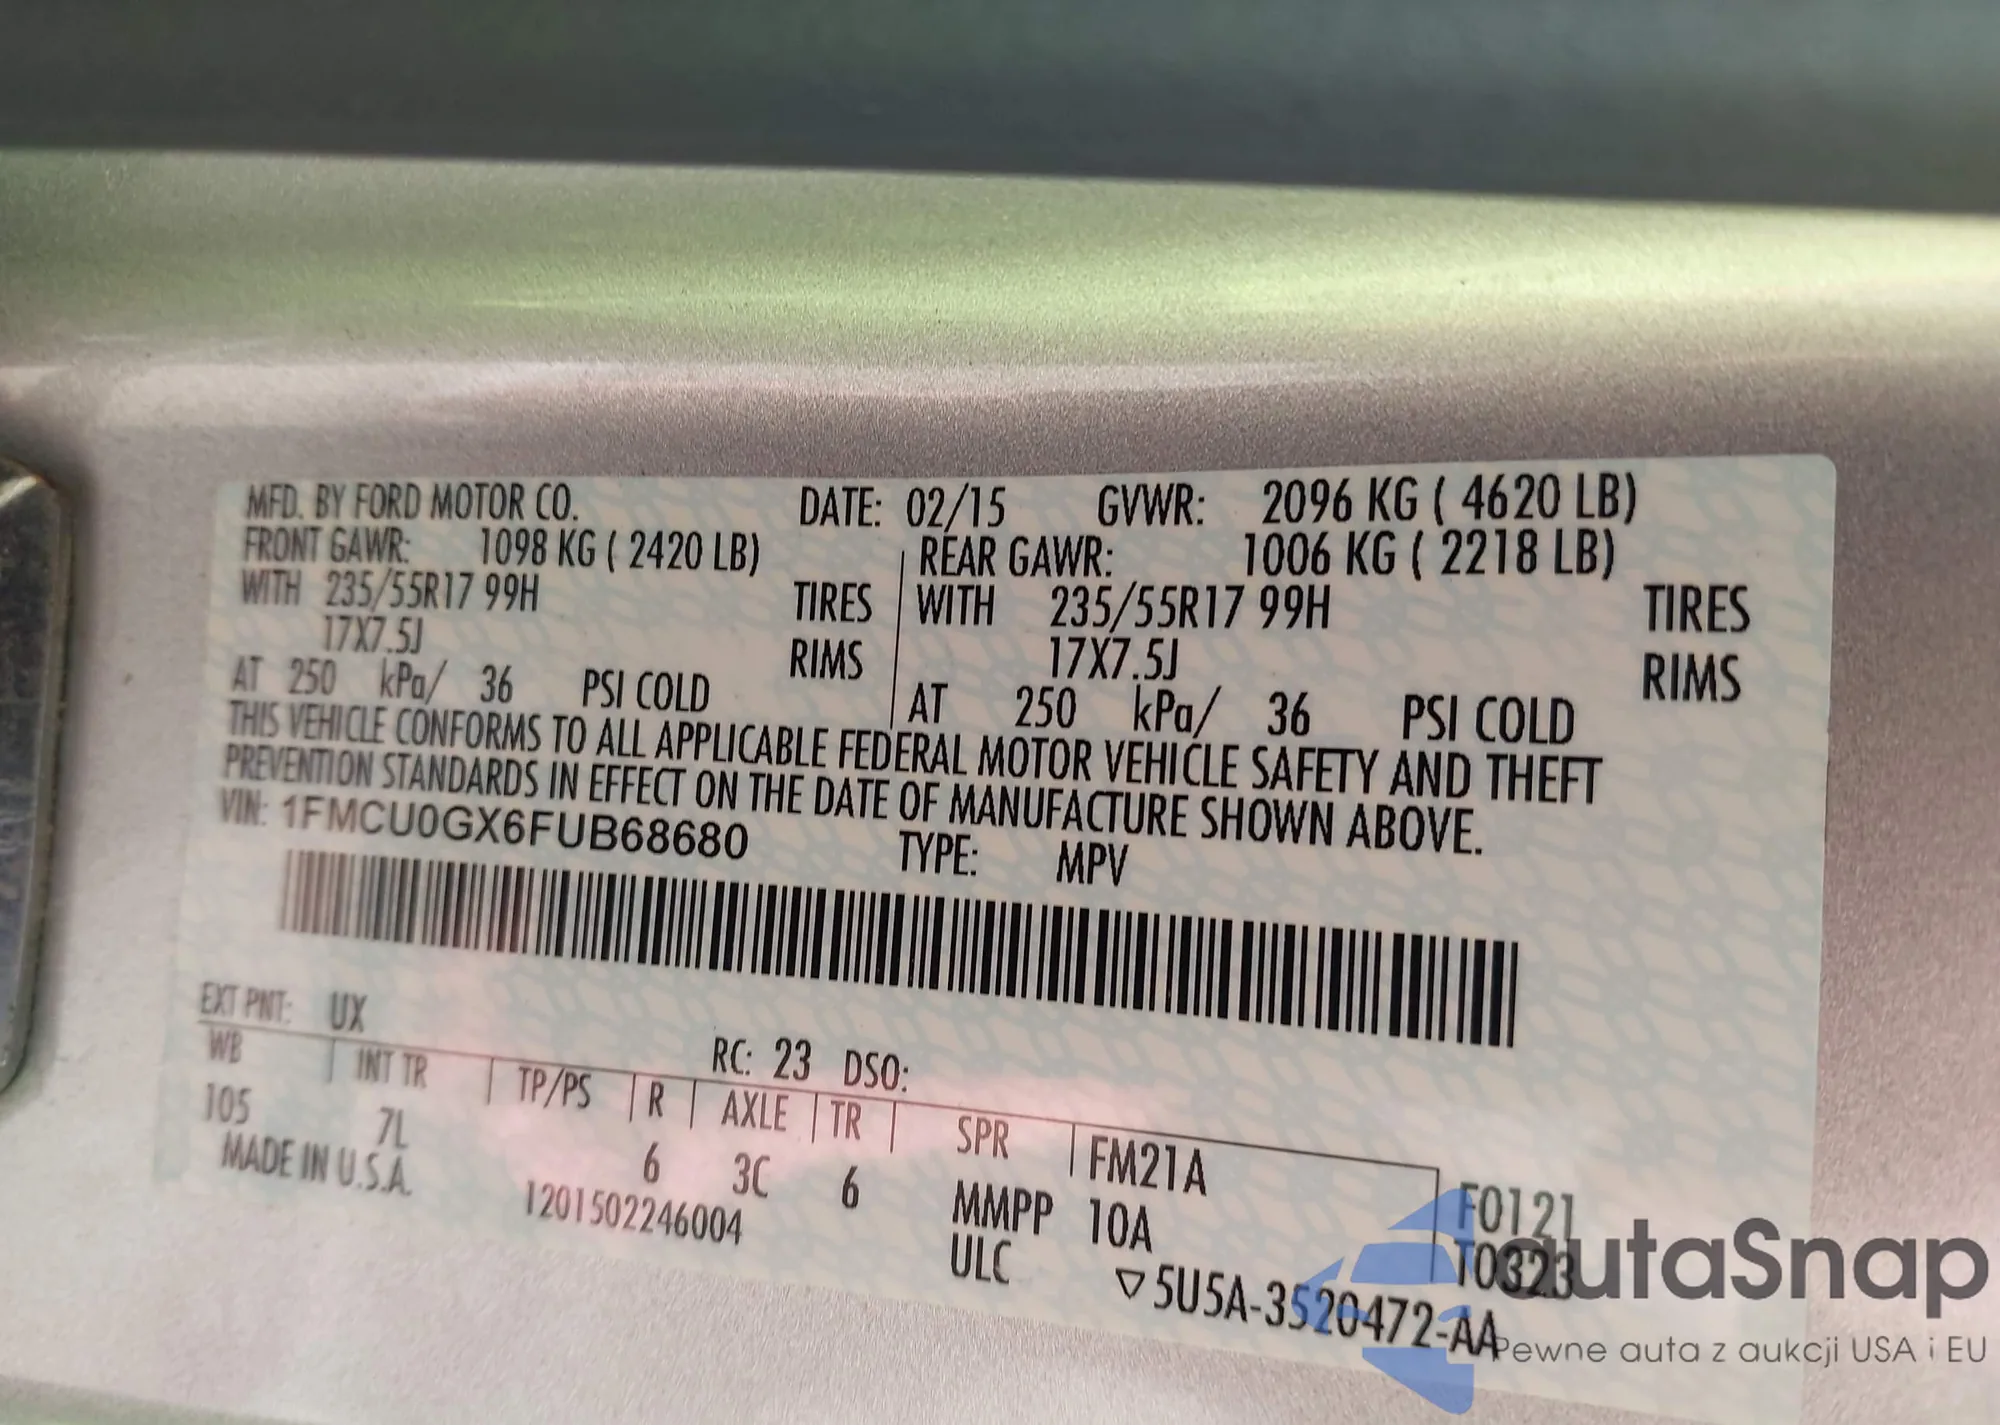 MFD. BY FORD MOTOR CO. DATE: 02/15 GVWR: 2096 KG ( 4620 LB)
FRONT GAWR: 1098 KG ( 2420 LB) REAR GAWR: 1006 KG ( 2218 LB)
WITH 235/55R17 99H TIRES WITH 235/55R17 99H TIRES
17X7.5J RIMS 17X7.5J RIMS
AT 250 kPa/ 36 PSI COLD AT 250 kPa/ 36 PSI COLD
THIS VEHICLE CONFORMS TO ALL APPLICABLE FEDERAL MOTOR VEHICLE SAFETY AND THEFT
PREVENTION STANDARDS IN EFFECT ON THE DATE OF MANUFACTURE SHOWN ABOVE.
VIN: 1FMCU0GX6FUB68680 TYPE: MPV
EXT PNT: UX RC: 23 DSO:
WB INT TR TP/PS R AXLE TR SPR FM21A F0121
105 7L 6 3C 6 MMPP 10A T0323
MADE IN U.S.A. 1201502246004 ULC ▽5U5A-3520472-AA
autaSnap
Pewne auta z aukcji USA i EU